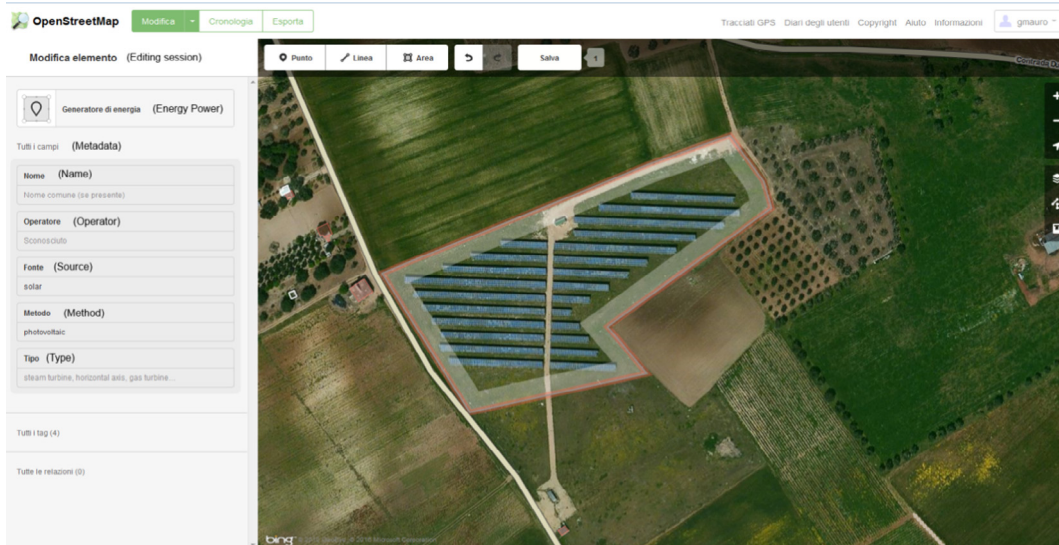 OpenStreetMap Modifica Cronologia Esporta Tracciati GPS Diari degli utenti Copyright Aiuto Informazioni gmauro
Modifica elemento (Editing session) Punto Linea Area Salva 1
Generatore di energia (Energy Power)
Tutti i campi (Metadata)
Nome (Name)
Nome comune (se presente)
Operatore (Operator)
Sconosciuto
Fonte (Source)
solar
Metodo (Method)
photovoltaic
Tipo (Type)
steam turbine, horizontal axis, gas turbine...
Tutti i tag (4)
Tutte le relazioni (0)
bing